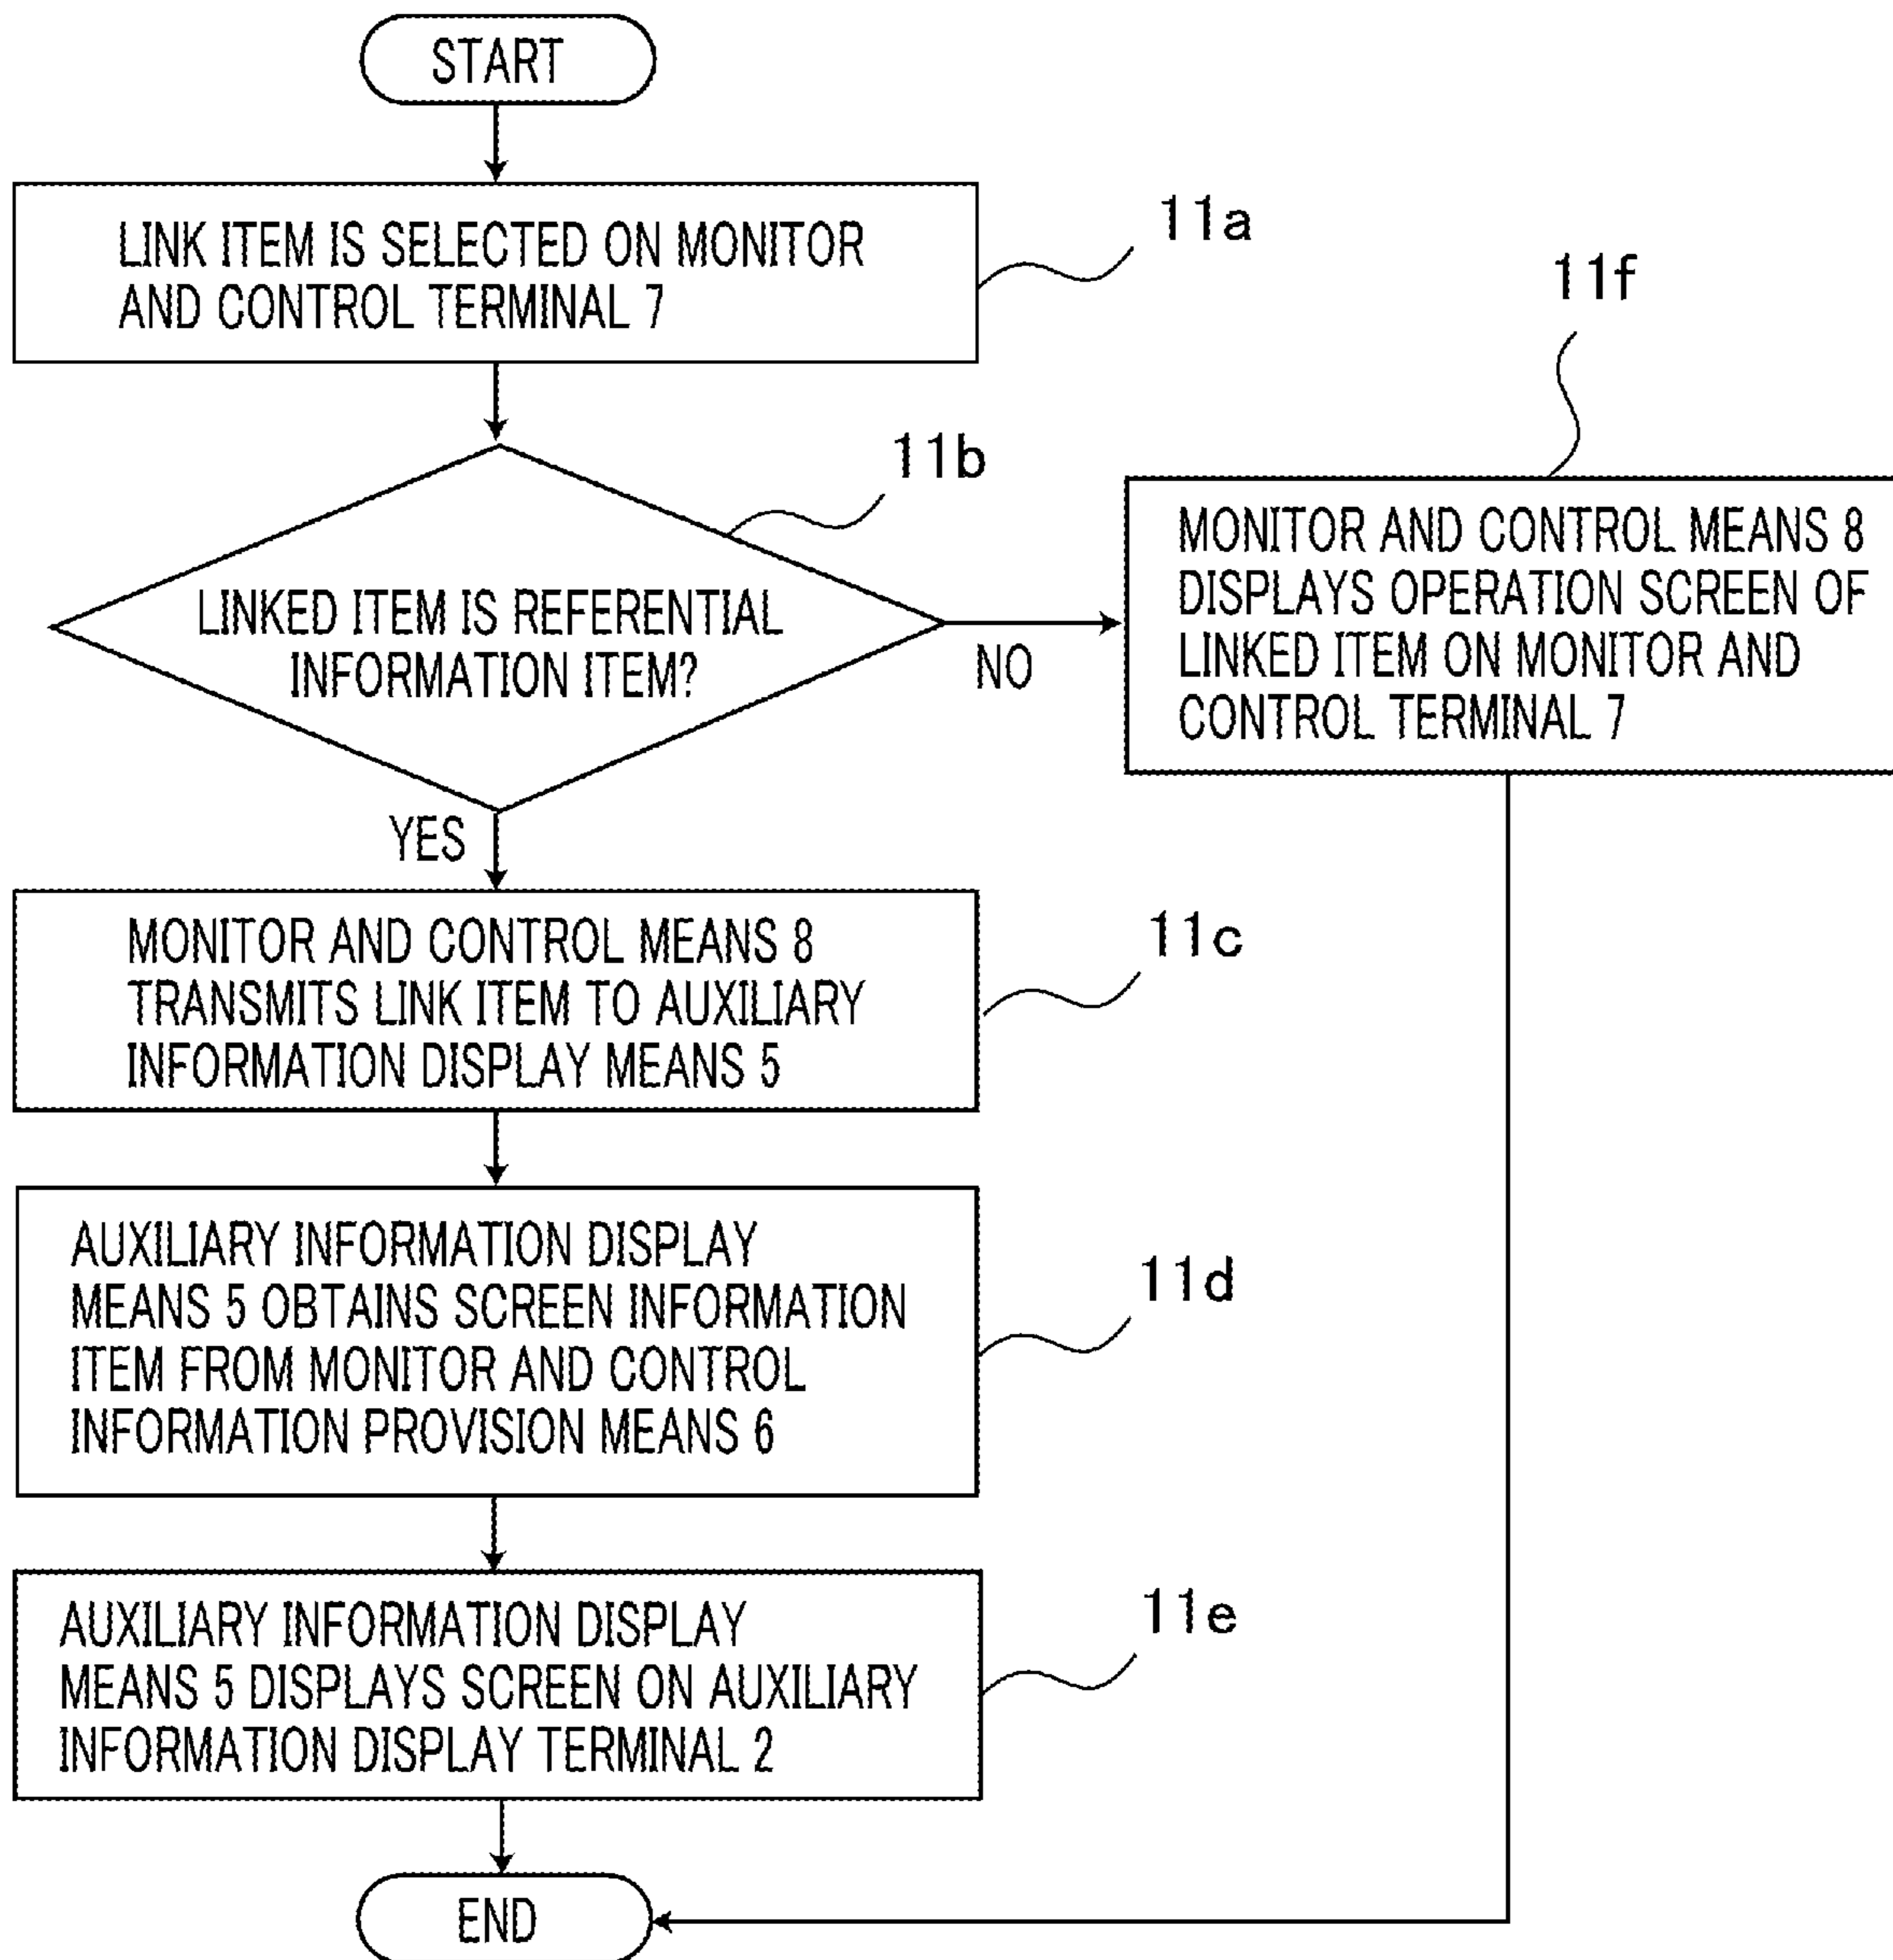 START
LINK ITEM IS SELECTED ON MONITOR
AND CONTROL TERMINAL 7
11a
11b
LINKED ITEM IS REFERENTIAL
INFORMATION ITEM?
NO
YES
11f
MONITOR AND CONTROL MEANS 8
DISPLAYS OPERATION SCREEN OF
LINKED ITEM ON MONITOR AND
CONTROL TERMINAL 7
MONITOR AND CONTROL MEANS 8
TRANSMITS LINK ITEM TO AUXILIARY
INFORMATION DISPLAY MEANS 5
11c
AUXILIARY INFORMATION DISPLAY
MEANS 5 OBTAINS SCREEN INFORMATION
ITEM FROM MONITOR AND CONTROL
INFORMATION PROVISION MEANS 6
11d
AUXILIARY INFORMATION DISPLAY
MEANS 5 DISPLAYS SCREEN ON AUXILIARY
INFORMATION DISPLAY TERMINAL 2
11e
END